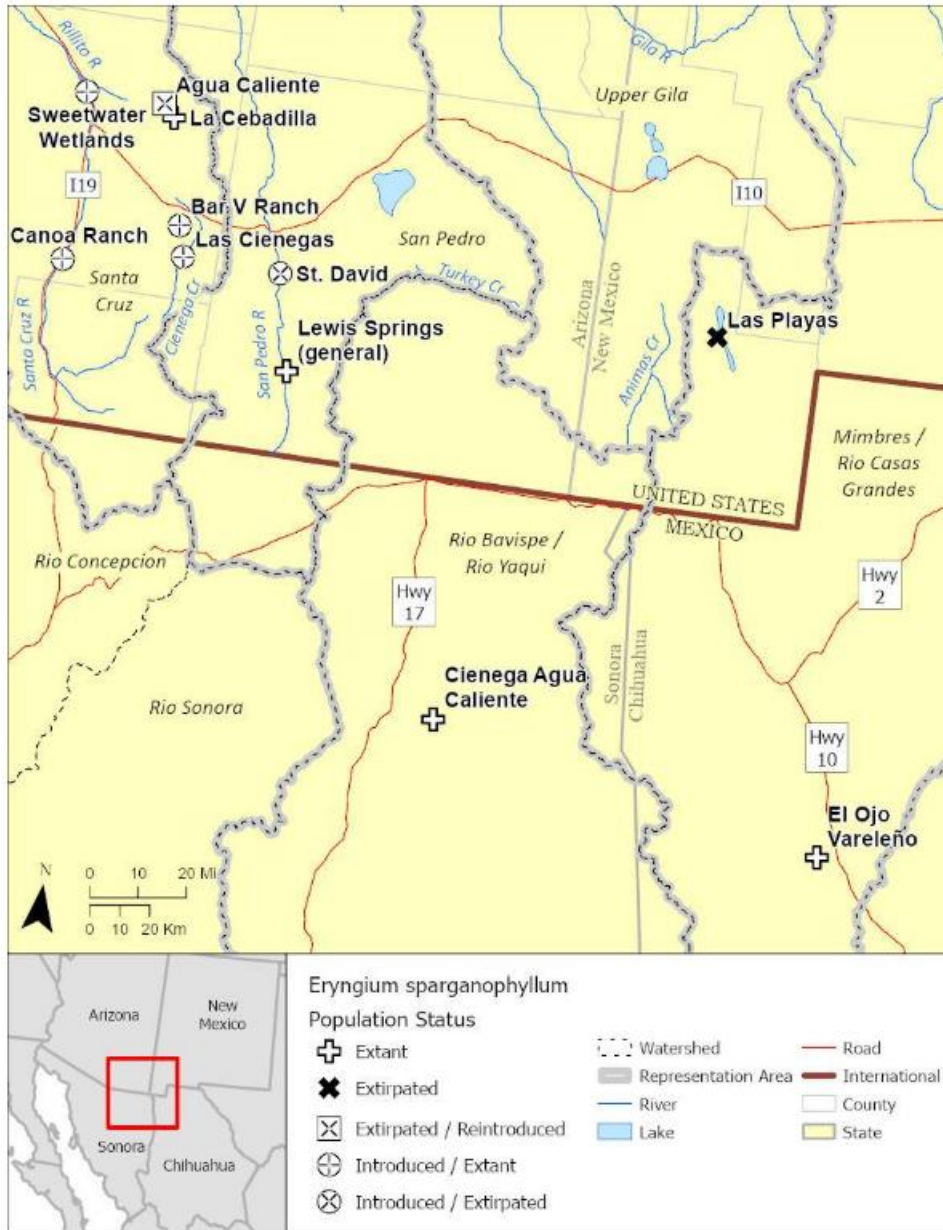 Rillito R
Gila R
Agua Caliente
La Cebadilla
Sweetwater
Wetlands
Upper Gila
I19
I10
Bar V Ranch
Las Cienegas
Canoa Ranch
Santa
Cruz
San Pedro
St. David
Turkey Cr
Cienega Cr
Santa Cruz R
San Pedro R
Arizona
New Mexico
Animas Cr
Las Playas
Lewis Springs
(general)
Mimbres /
Rio Casas
Grandes
UNITED STATES
MEXICO
Rio Concepcion
Rio Bavispe /
Rio Yaqui
Hwy
17
Hwy
2
Sonora
Chihuahua
Cienega Agua
Caliente
Rio Sonora
Hwy
10
El Ojo
Vareleño
N
0 10 20 Mi
0 10 20 Km
Arizona
New
Mexico
Sonora
Chihuahua
Eryngium sparganophyllum
Population Status
Extant
Extirpated
Extirpated / Reintroduced
Introduced / Extant
Introduced / Extirpated
Watershed
Representation Area
River
Lake
Road
International
County
State